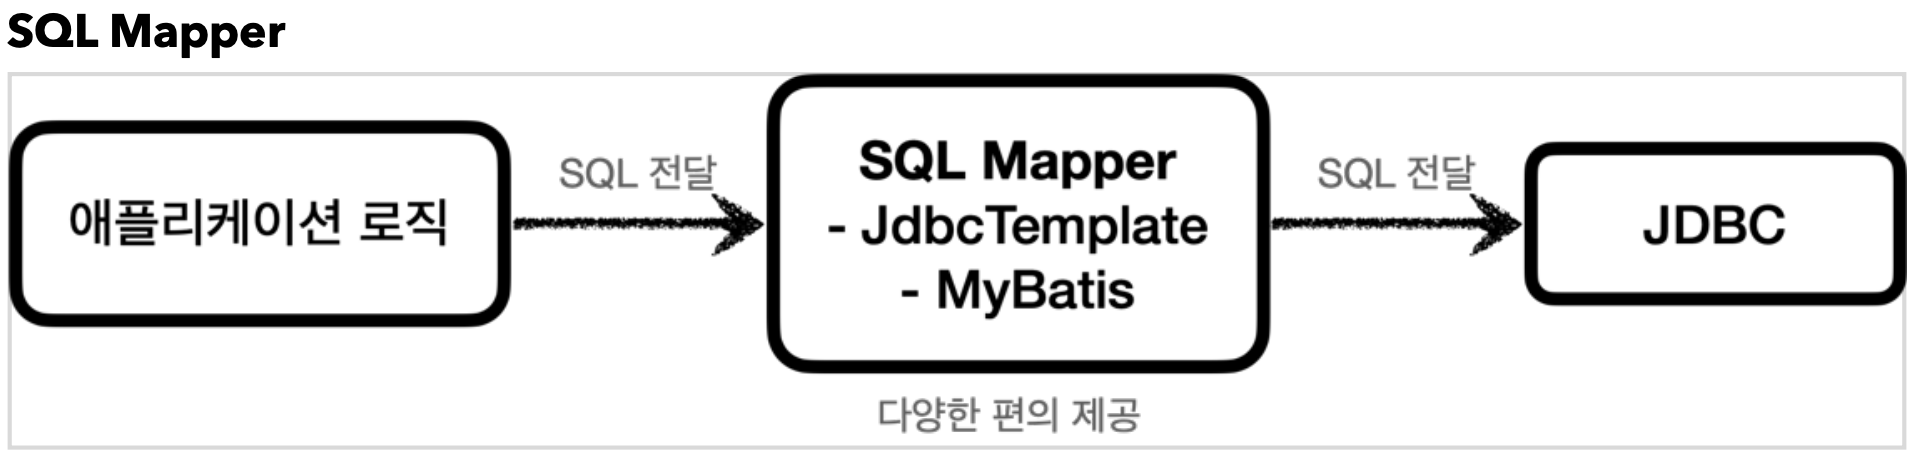 SQL Mapper
애플리케이션 로직
SQL 전달
SQL Mapper
- JdbcTemplate
- MyBatis
다양한 편의 제공
SQL 전달
JDBC